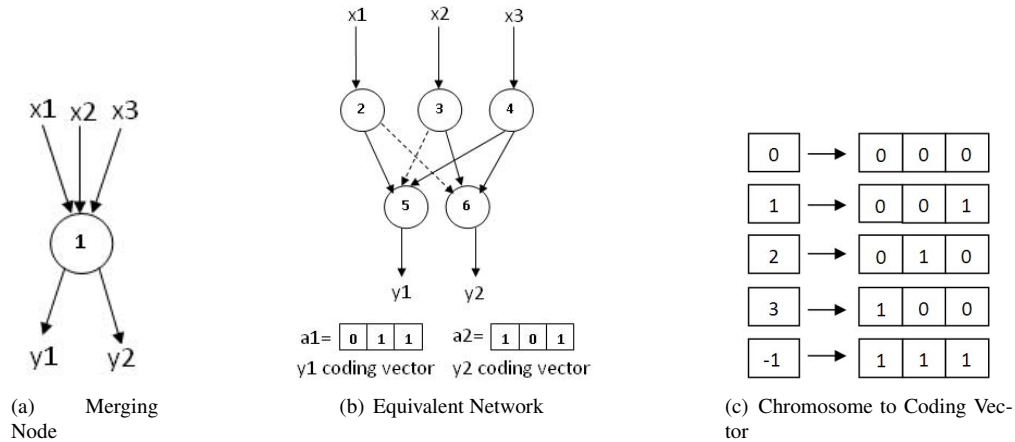 x1 x2 x3
1
y1 y2
(a) Merging
Node
x1 x2 x3
2 3 4
5 6
y1 y2
a1= 0 1 1 a2= 1 0 1
y1 coding vector y2 coding vector
(b) Equivalent Network
0 0 0 0
1 0 0 1
2 0 1 0
3 1 0 0
-1 1 1 1
(c) Chromosome to Coding Vec-
tor